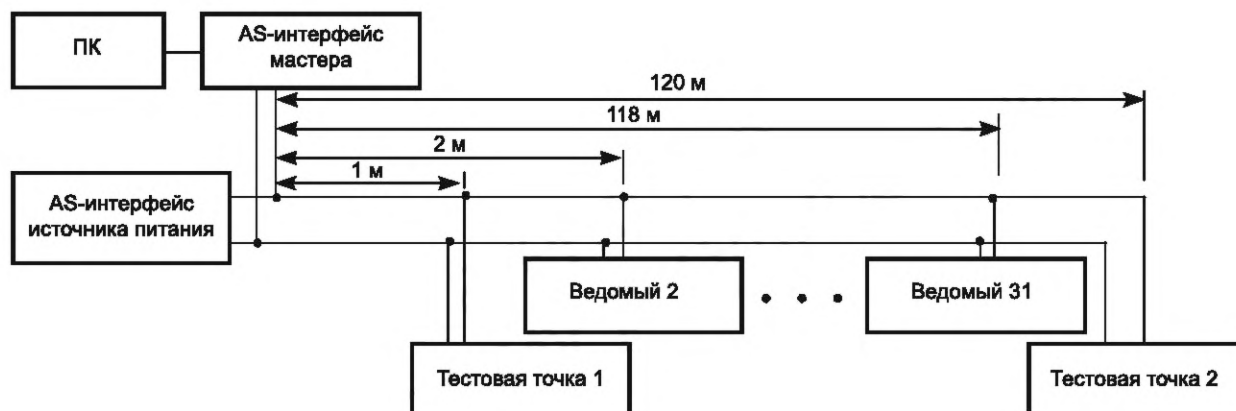 ПК
AS-интерфейс
мастера
120 м
118 м
2 м
1 м
AS-интерфейс
источника питания
Ведомый 2
Ведомый 31
Тестовая точка 1
Тестовая точка 2